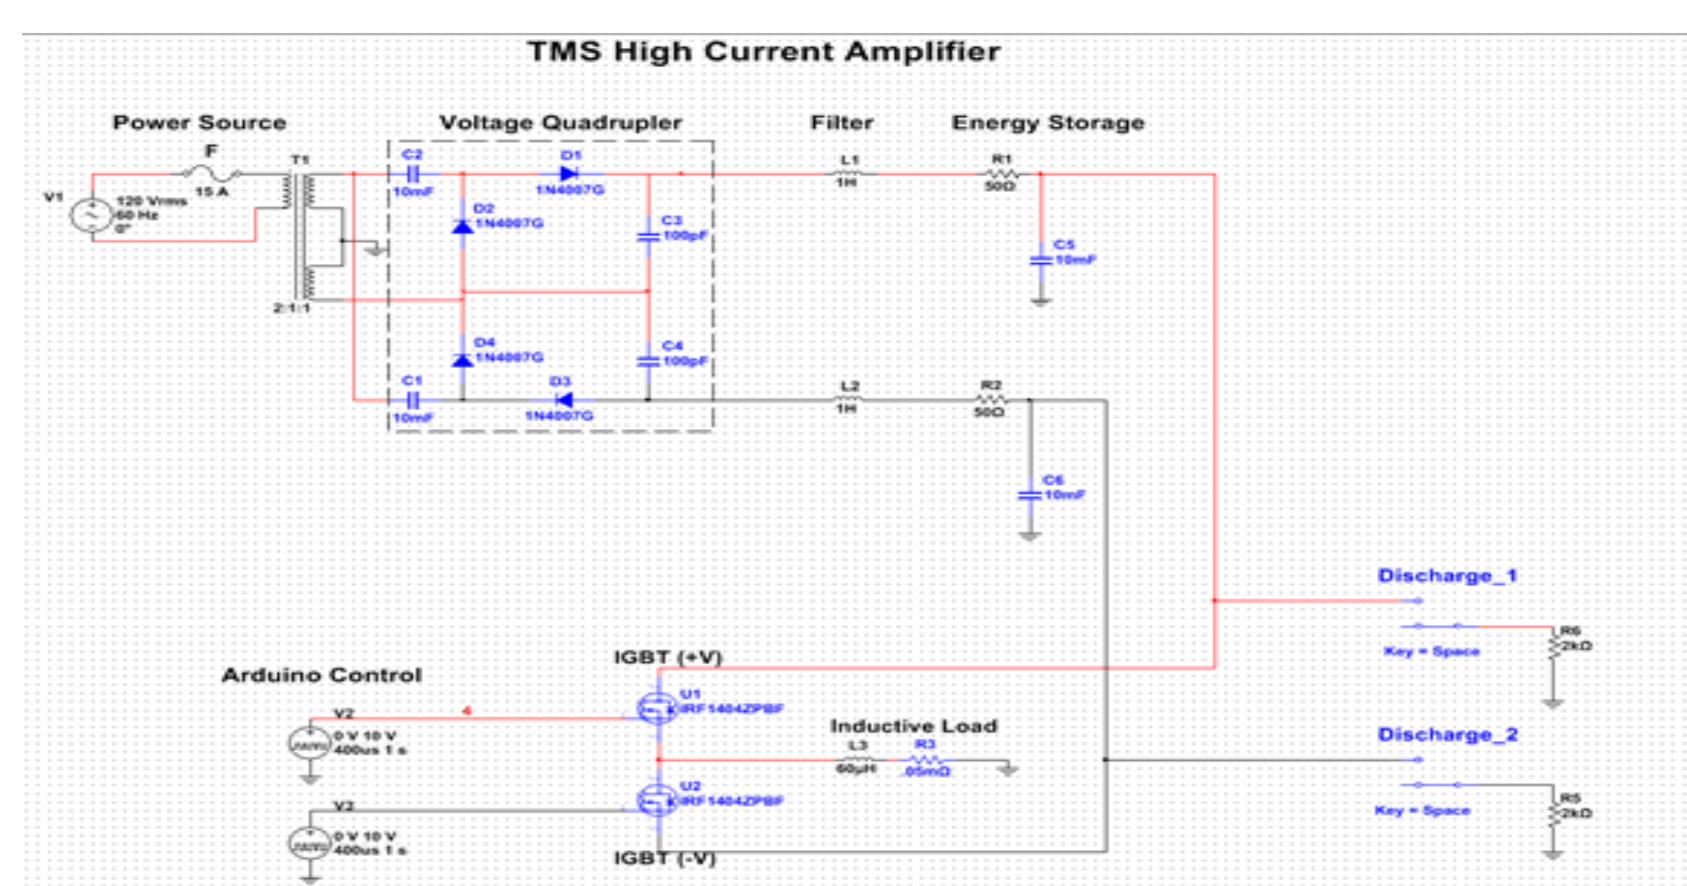 TMS High Current Amplifier
Power Source
Voltage Quadrupler
Filter
Energy Storage
F
15 A
T1
V1
120 Vrms
60 Hz
0°
2:1:1
C2
10mF
D1
1N4007G
D2
1N4007G
C3
100pF
D4
1N4007G
C4
100pF
C1
10mF
D3
1N4007G
L1
1H
R1
50Ω
C5
10mF
L2
1H
R2
50Ω
C6
10mF
Discharge_1
Key = Space
R6
2kΩ
Discharge_2
Key = Space
R5
2kΩ
Arduino Control
V2
0 V 10 V
400us 1 s
4
V3
0 V 10 V
400us 1 s
IGBT (+V)
U1
IRF1404ZPBF
U2
IRF1404ZPBF
IGBT (-V)
Inductive Load
L3
60µH
R3
.05mΩ